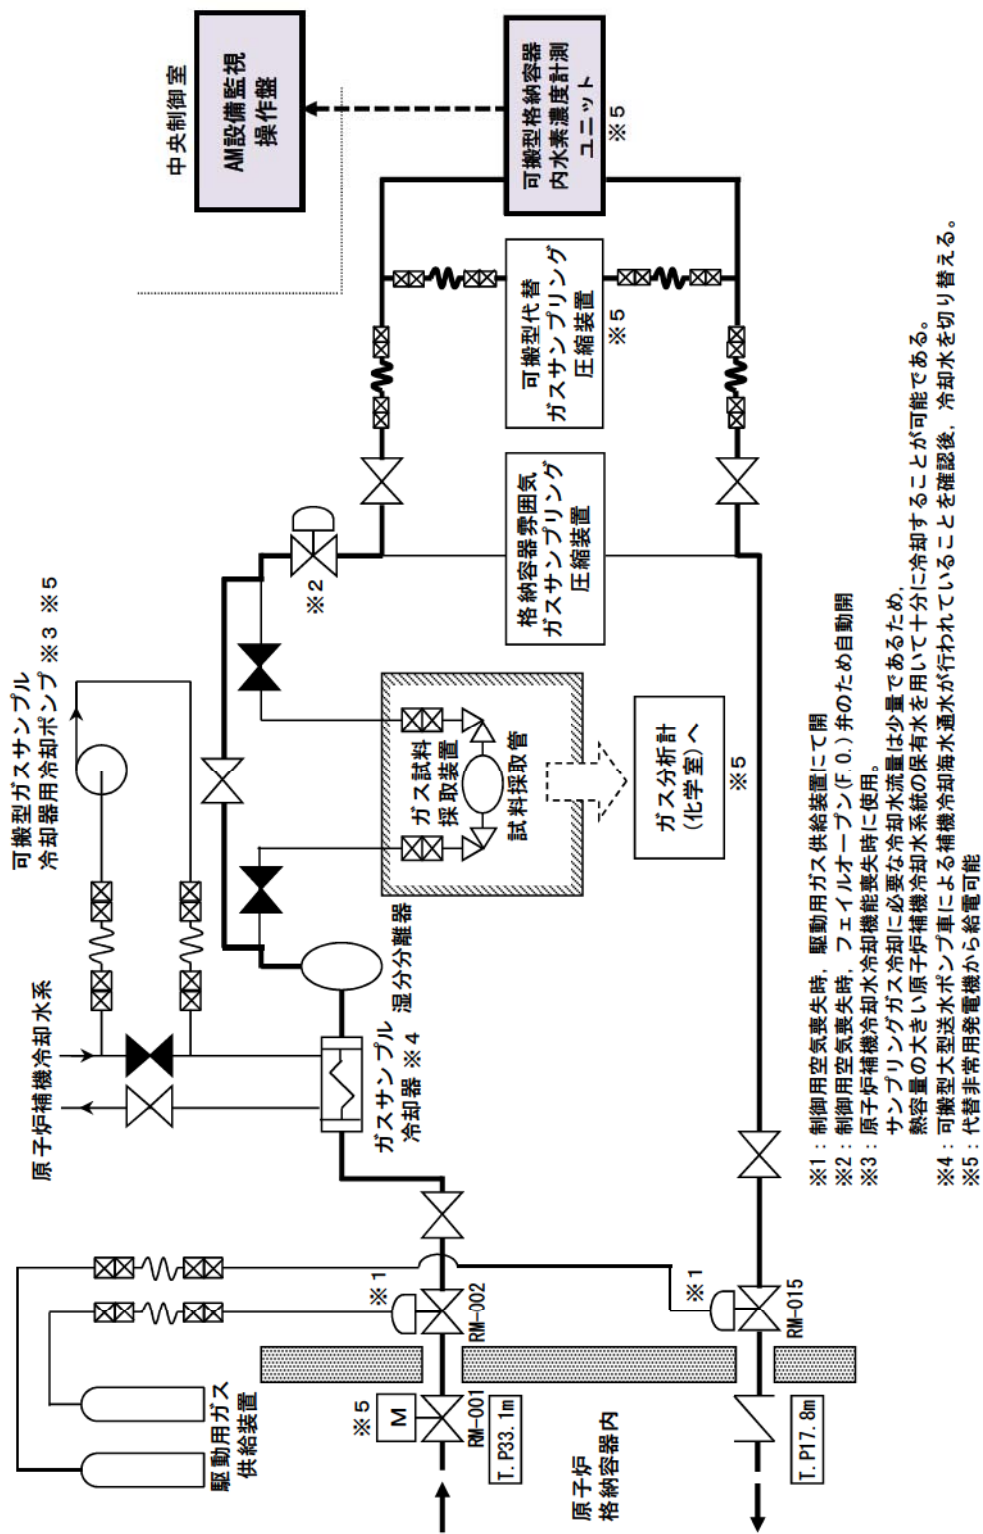 中央制御室
AM設備監視
操作盤
可搬型格納容器
内水素濃度計測
ユニット
※5
可搬型代替
ガスサンプリング
圧縮装置
※5
格納容器雰囲気
ガスサンプリング
圧縮装置
※2
可搬型ガスサンプル
冷却器用冷却ポンプ ※3 ※5
ガス試料
採取装置
試料採取管
ガス分析計
(化学室)へ
※5
湿分分離器
原子炉補機冷却水系
ガスサンプル
冷却器 ※4
※1
RM-002
※1
RM-015
駆動用ガス
供給装置
※5
M
RM-001
T.P33.1m
原子炉
格納容器内
T.P17.8m
※1: 制御用空気喪失時, 駆動用ガス供給装置にて開
※2: 制御用空気喪失時, フェイルオープン(F.O.)弁のため自動開
※3: 原子炉補機冷却水冷却機能喪失時に使用。
サンプリングガス冷却に必要な冷却水流量は少量であるため,
熱容量の大きい原子炉補機冷却水系統の保有水を用いて十分に冷却することが可能である。
※4: 可搬型大型送水ポンプ車による補機冷却海水通水が行われていることを確認後, 冷却水を切り替える。
※5: 代替非常用発電機から給電可能